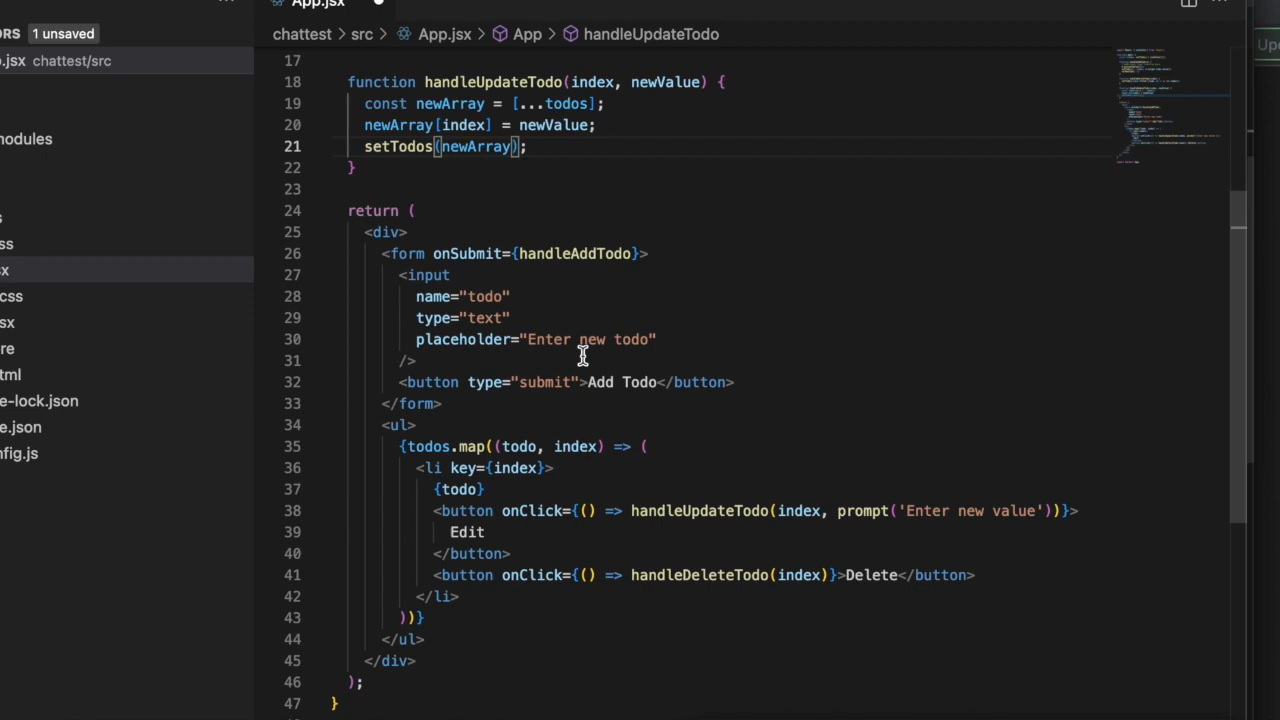 App.jsx
ORS 1 unsaved
chattest > src > App.jsx > App > handleUpdateTodo
.jsx chattest/src
17
18 function handleUpdateTodo(index, newValue) {
19 const newArray = [...todos];
20 newArray[index] = newValue;
21 setTodos(newArray);
22 }
23
24 return (
25 <div>
26 <form onSubmit={handleAddTodo}>
27 <input
28 name="todo"
29 type="text"
30 placeholder="Enter new todo"
31 />
32 <button type="submit">Add Todo</button>
33 </form>
34 <ul>
35 {todos.map((todo, index) => (
36 <li key={index}>
37 {todo}
38 <button onClick={() => handleUpdateTodo(index, prompt('Enter new value'))}>
39 Edit
40 </button>
41 <button onClick={() => handleDeleteTodo(index)}>Delete</button>
42 </li>
43 ))}
44 </ul>
45 </div>
46 );
47 }
odules
s
ss
sx
css
sx
re
tml
e-lock.json
e.json
nfig.js
Up